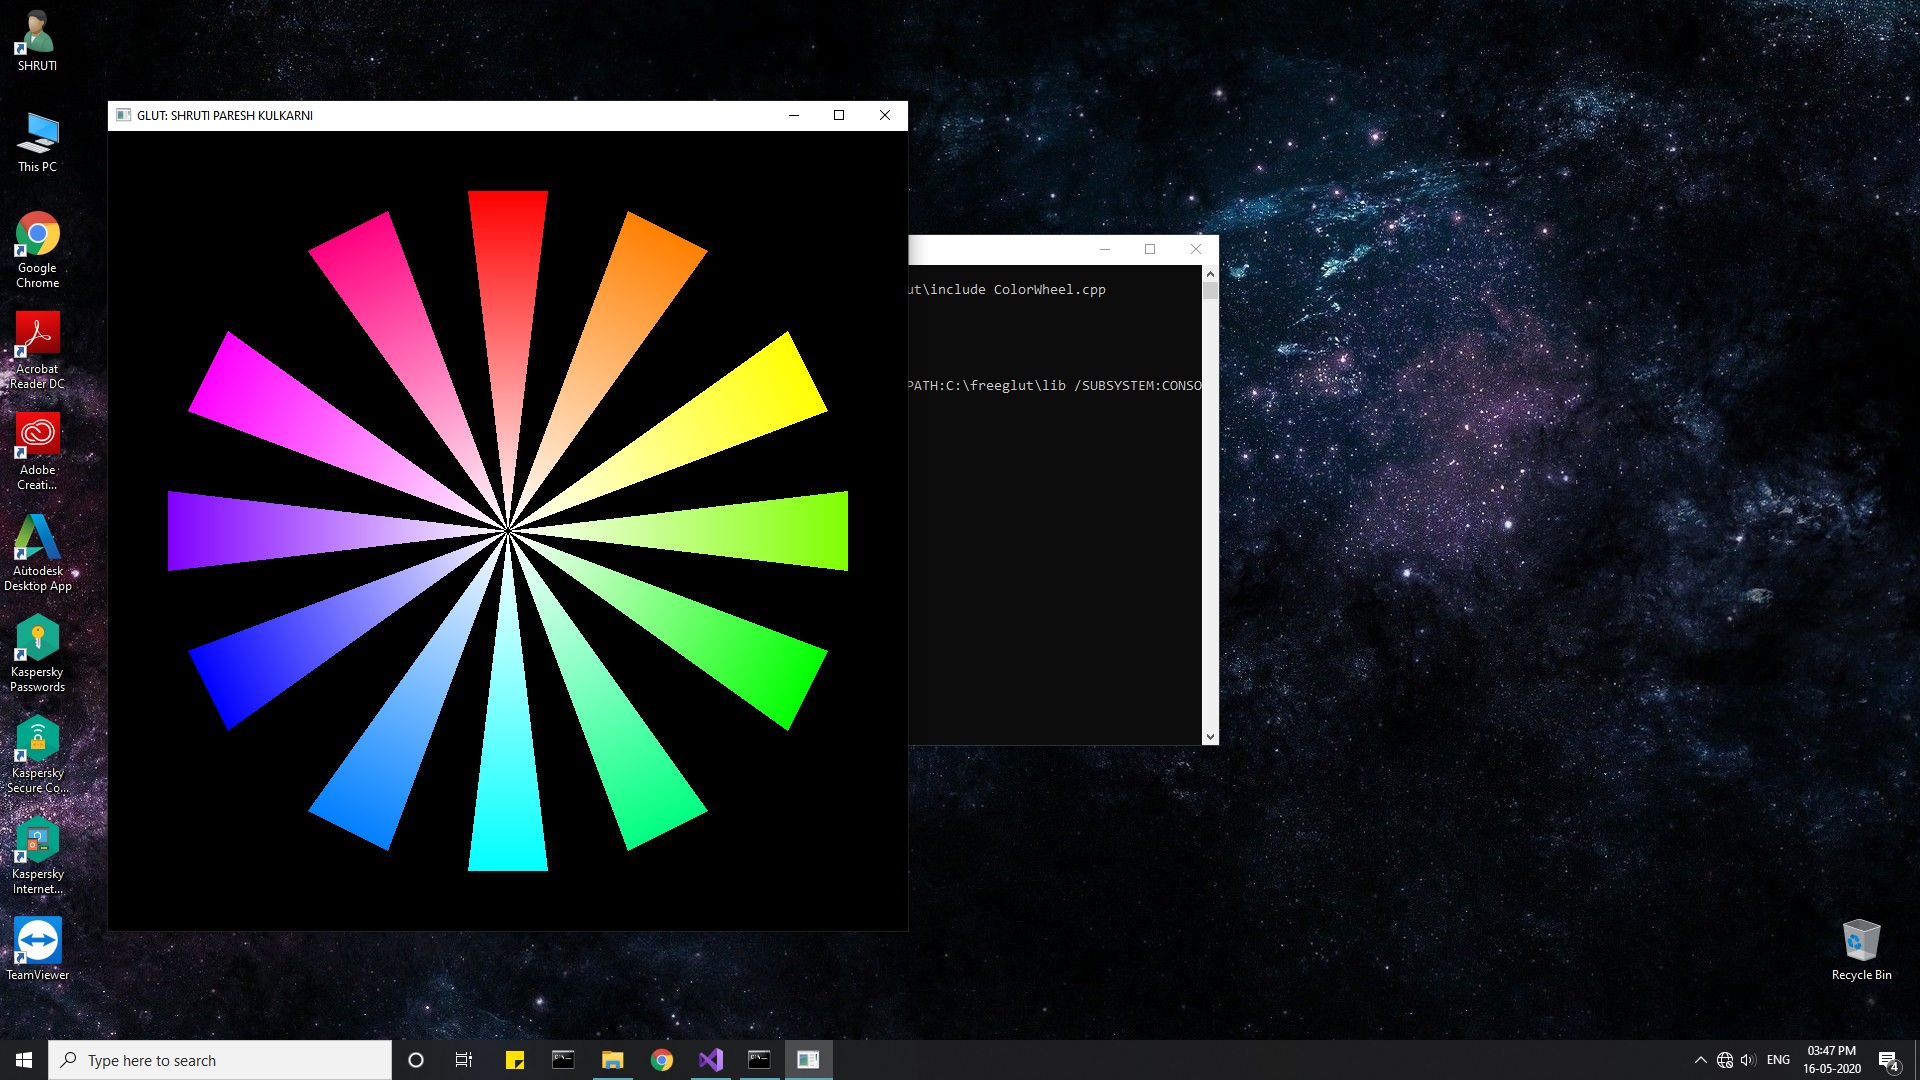 SHRUTI
This PC
Google
Chrome
Acrobat
Reader DC
Adobe
Creati...
Autodesk
Desktop App
Kaspersky
Passwords
Kaspersky
Secure Co...
Kaspersky
Internet...
TeamViewer
GLUT: SHRUTI PARESH KULKARNI
ut\include ColorWheel.cpp
PATH:C:\freeglut\lib /SUBSYSTEM:CONSO
Recycle Bin
Type here to search
ENG
03:47 PM
16-05-2020
4